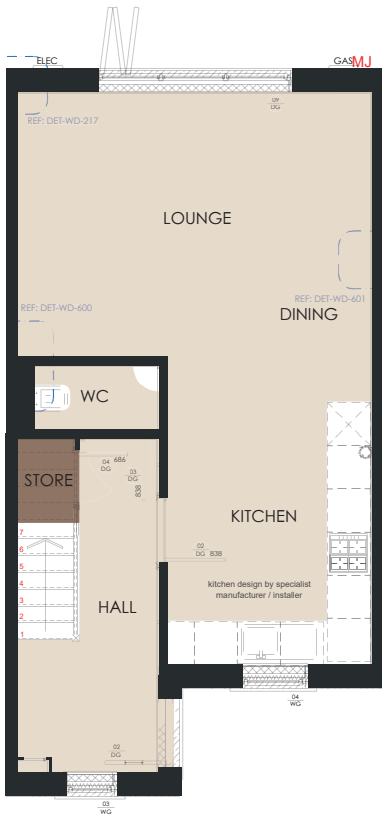 ELEC
GAS
MJ
09
DG
REF: DET-WD-217
LOUNGE
REF: DET-WD-601
REF: DET-WD-600
DINING
WC
04
DG
686
03
DG
838
STORE
KITCHEN
7
6
5
4
3
2
1
02
DG
838
kitchen design by specialist
manufacturer / installer
HALL
04
WG
02
DG
03
WG